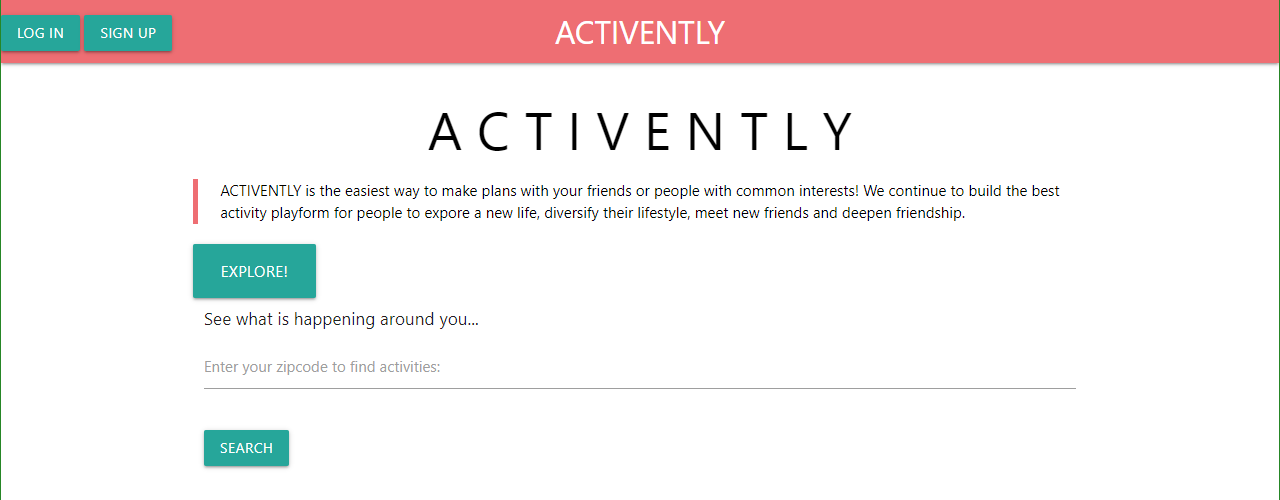 LOG IN
SIGN UP
ACTIVENTLY
ACTIVENTLY
ACTIVENTLY is the easiest way to make plans with your friends or people with common interests! We continue to build the best
activity playform for people to expore a new life, diversify their lifestyle, meet new friends and deepen friendship.
EXPLORE!
See what is happening around you...
Enter your zipcode to find activities:
SEARCH